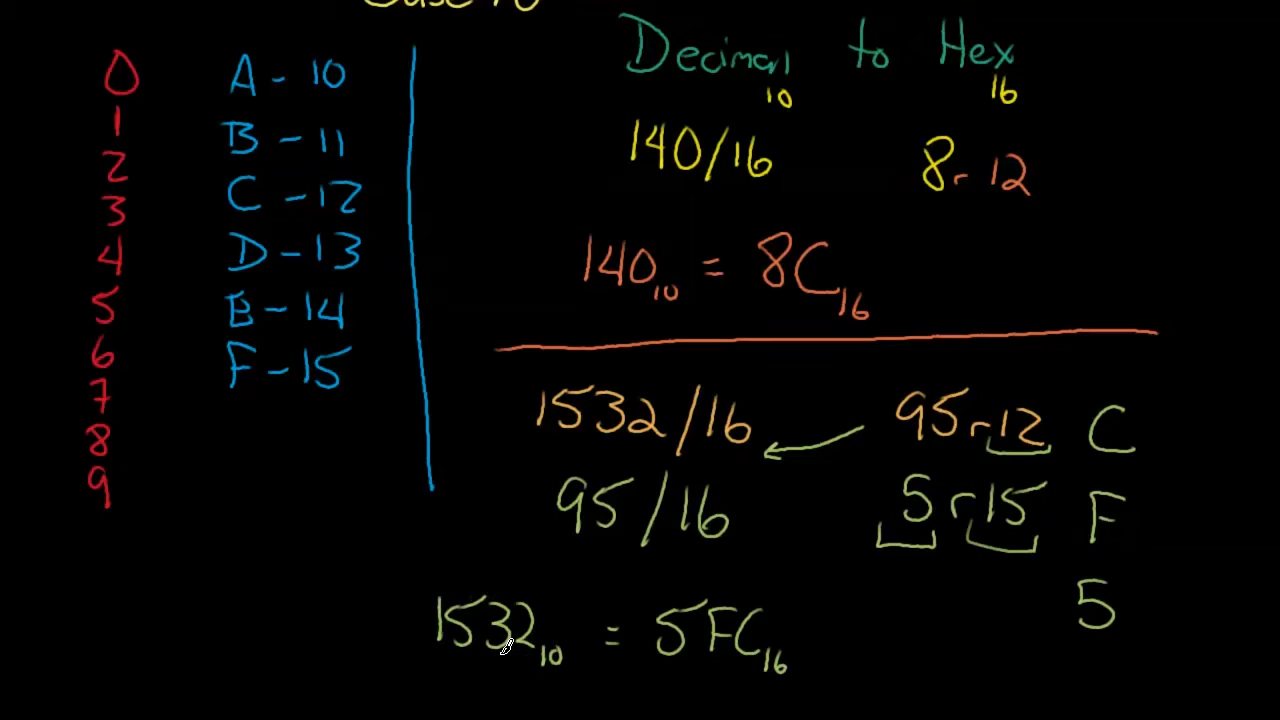 0
1
2
3
4
5
6
7
8
9
A - 10
B - 11
C - 12
D - 13
E - 14
F - 15
Decimal to Hex
10 16
140/16 8 r 12
140₁₀ = 8C₁₆
1532/16 95 r 12 C
95/16 5 r 15 F
5
1532₁₀ = 5FC₁₆